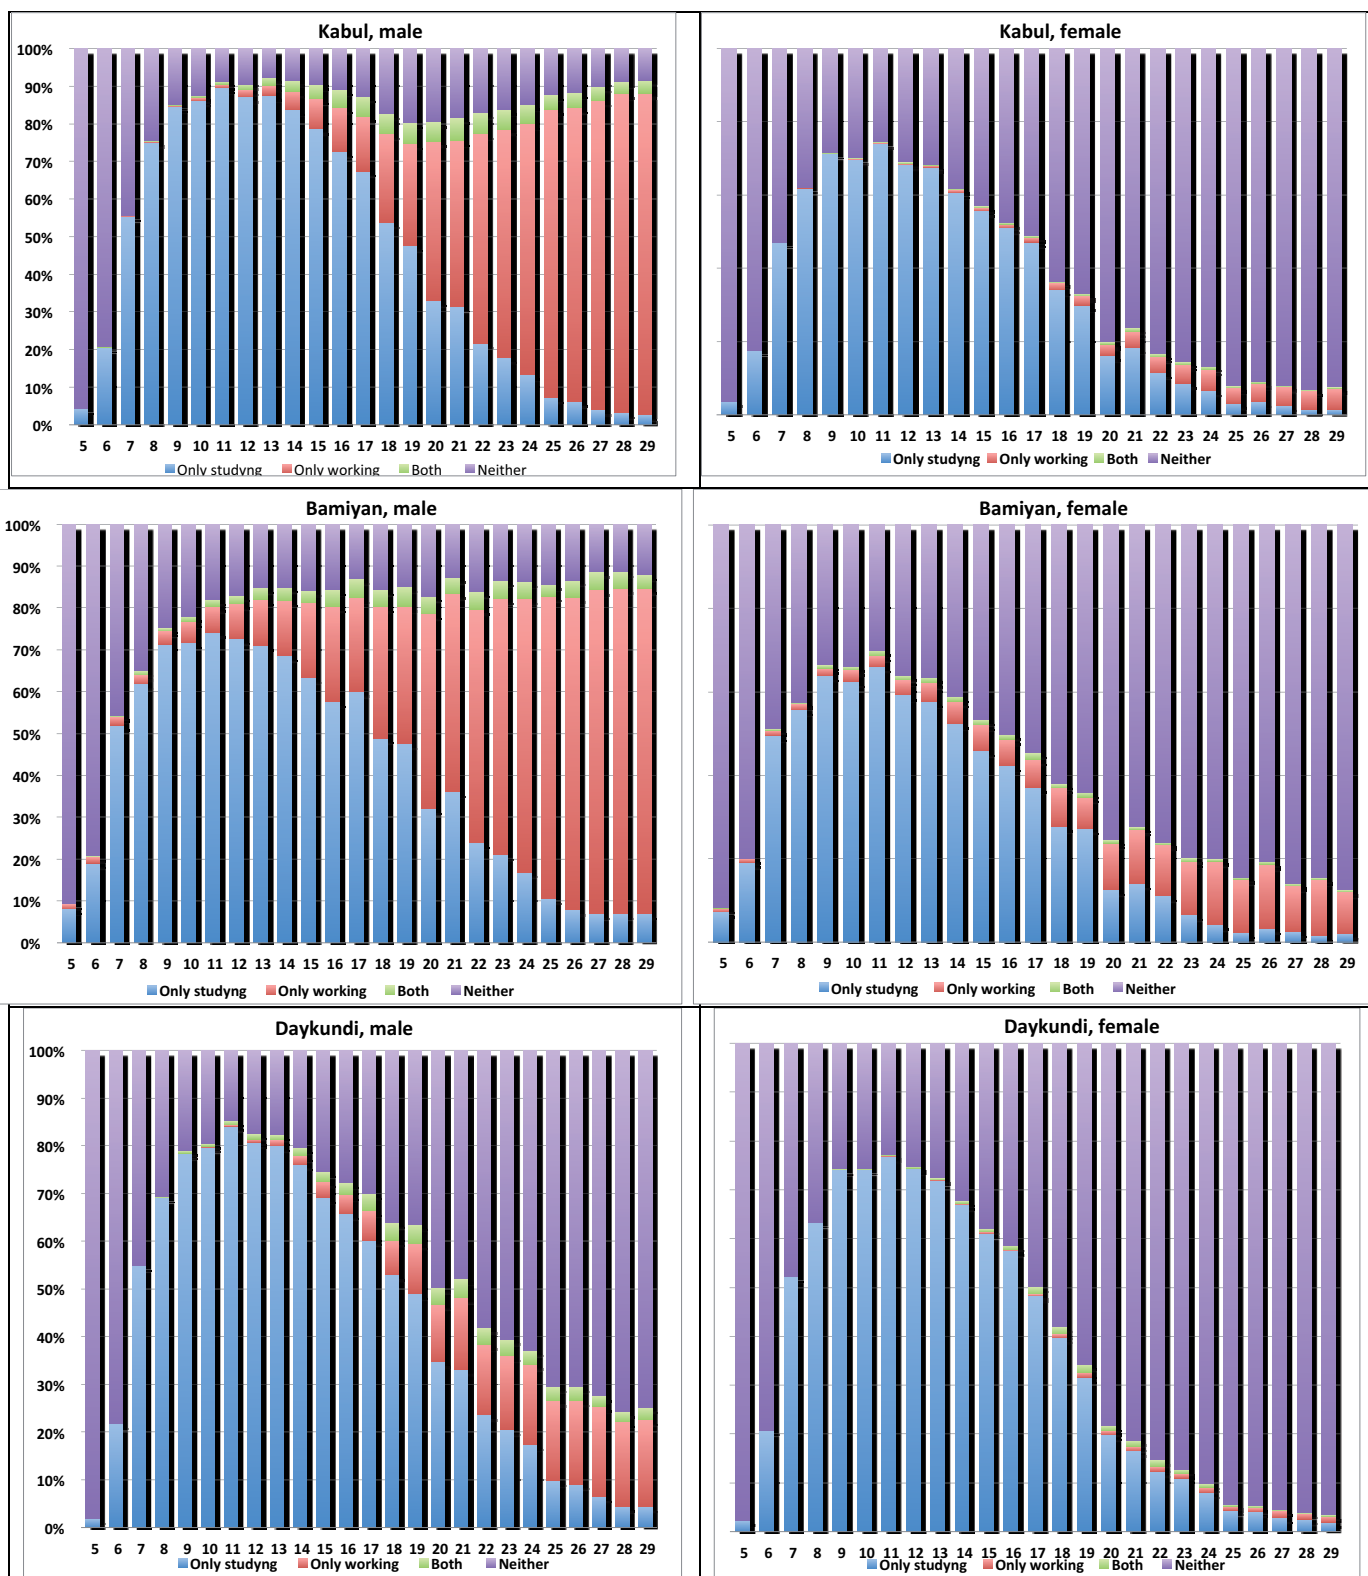 Kabul, male
100%
90%
80%
70%
60%
50%
40%
30%
20%
10%
0%
5 6 7 8 9 10 11 12 13 14 15 16 17 18 19 20 21 22 23 24 25 26 27 28 29
Only studyng Only working Both Neither
Kabul, female
5 6 7 8 9 10 11 12 13 14 15 16 17 18 19 20 21 22 23 24 25 26 27 28 29
Only studyng Only working Both Neither
Bamiyan, male
100%
90%
80%
70%
60%
50%
40%
30%
20%
10%
0%
5 6 7 8 9 10 11 12 13 14 15 16 17 18 19 20 21 22 23 24 25 26 27 28 29
Only studyng Only working Both Neither
Bamiyan, female
5 6 7 8 9 10 11 12 13 14 15 16 17 18 19 20 21 22 23 24 25 26 27 28 29
Only studyng Only working Both Neither
Daykundi, male
100%
90%
80%
70%
60%
50%
40%
30%
20%
10%
0%
5 6 7 8 9 10 11 12 13 14 15 16 17 18 19 20 21 22 23 24 25 26 27 28 29
Only studyng Only working Both Neither
Daykundi, female
5 6 7 8 9 10 11 12 13 14 15 16 17 18 19 20 21 22 23 24 25 26 27 28 29
Only studyng Only working Both Neither